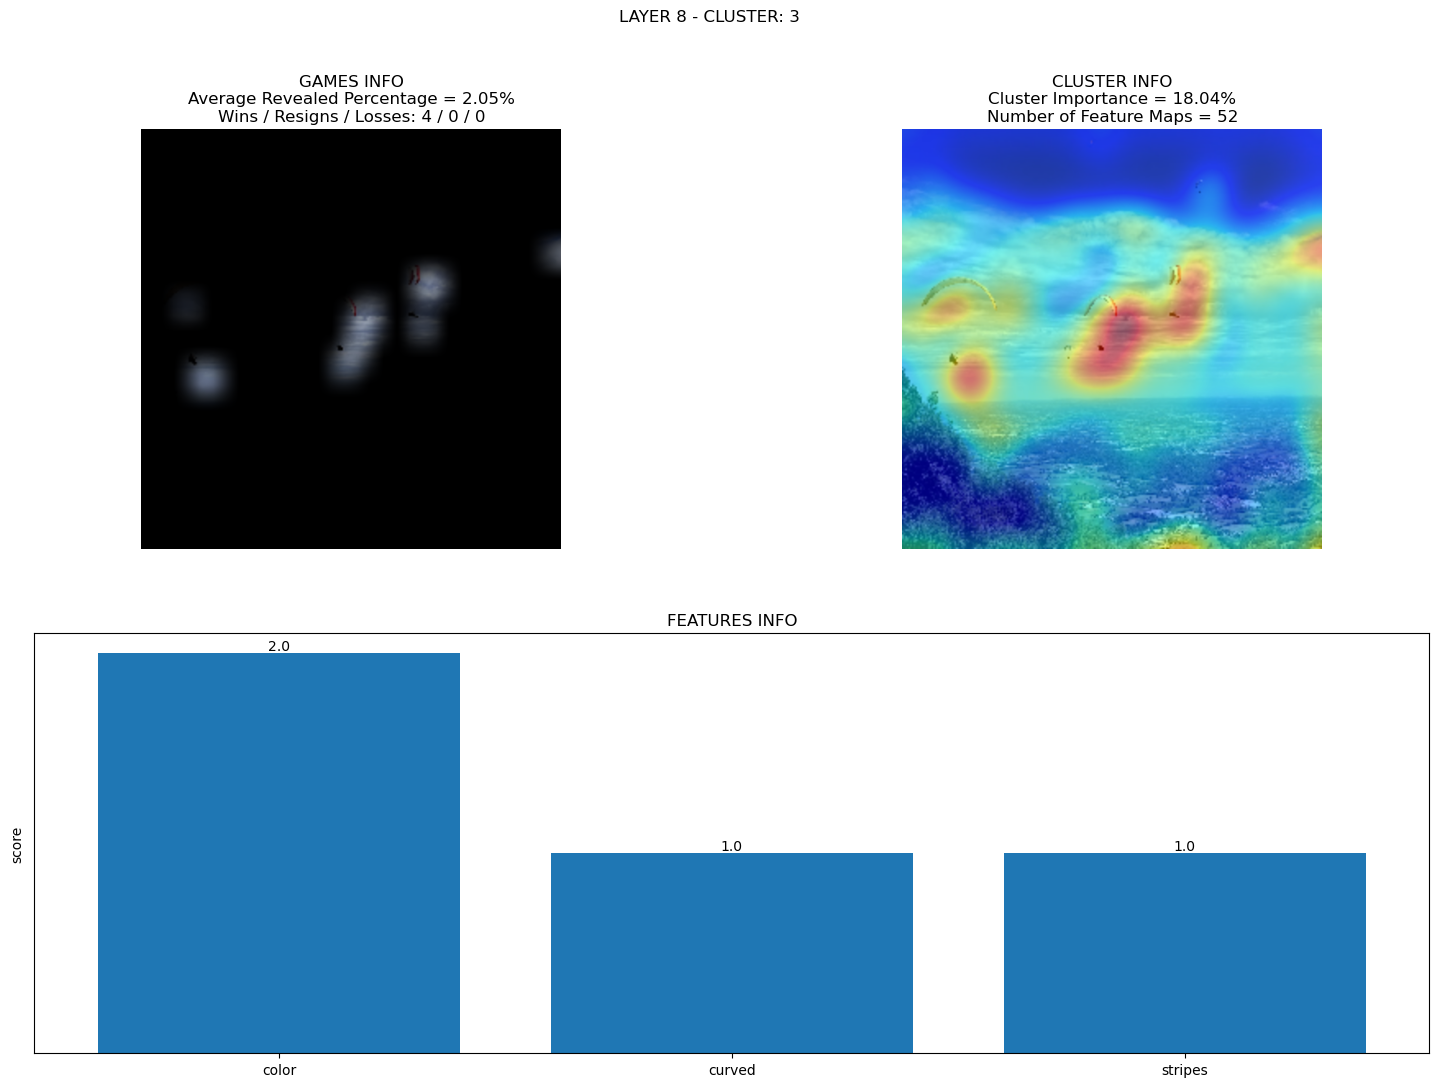 LAYER 8 - CLUSTER: 3
GAMES INFO
Average Revealed Percentage = 2.05%
Wins / Resigns / Losses: 4 / 0 / 0
CLUSTER INFO
Cluster Importance = 18.04%
Number of Feature Maps = 52
FEATURES INFO
score
2.0
1.0
1.0
color
curved
stripes